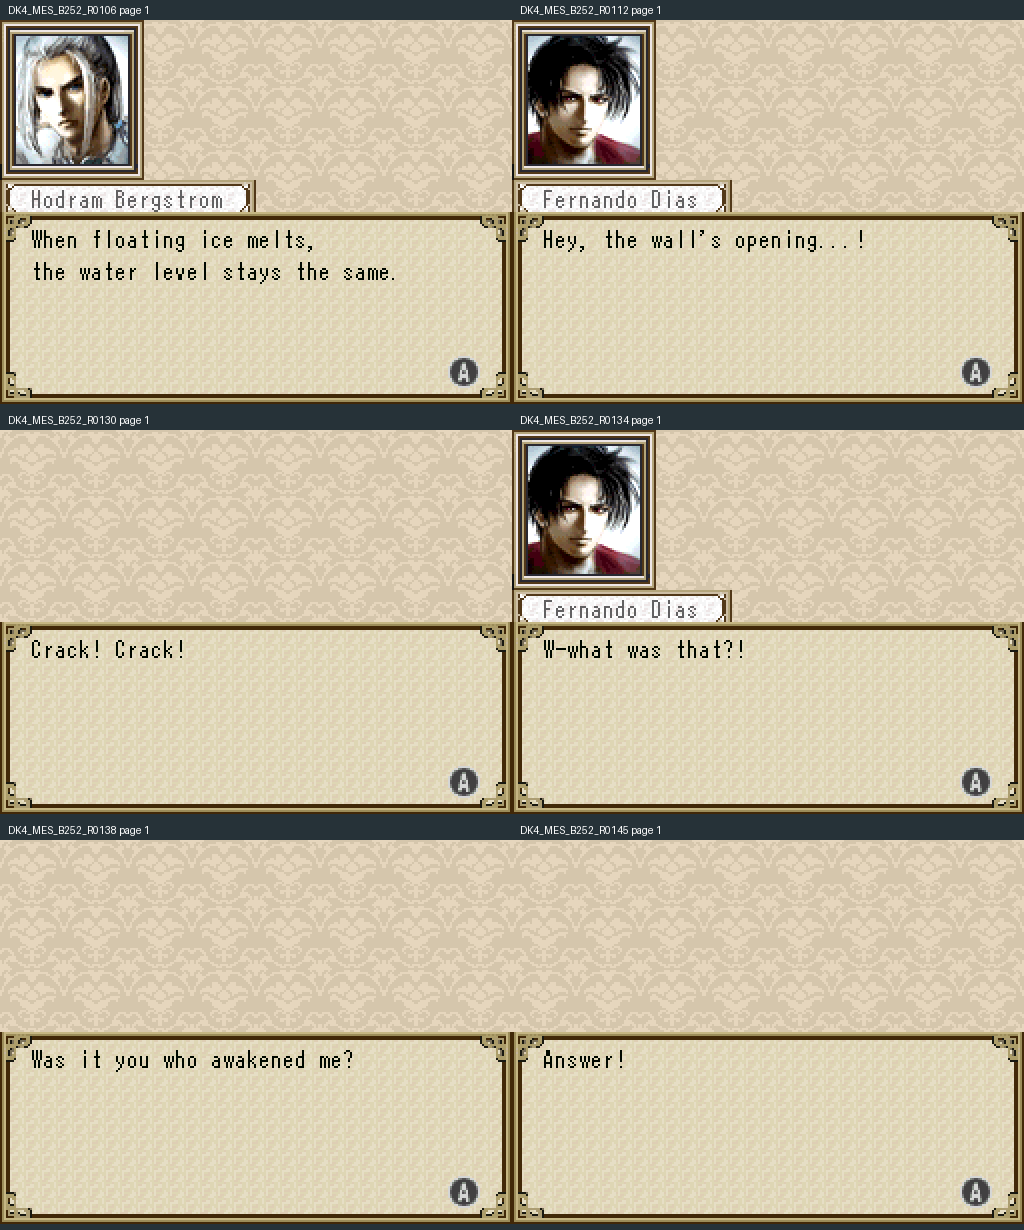 DK4_MES_B252_R0106 page 1
Hodram Bergstrom
When floating ice melts,
the water level stays the same.
A
DK4_MES_B252_R0112 page 1
Fernando Dias
Hey, the wall's opening...!
A
DK4_MES_B252_R0130 page 1
Crack! Crack!
A
DK4_MES_B252_R0134 page 1
Fernando Dias
W-what was that?!
A
DK4_MES_B252_R0138 page 1
Was it you who awakened me?
A
DK4_MES_B252_R0145 page 1
Answer!
A